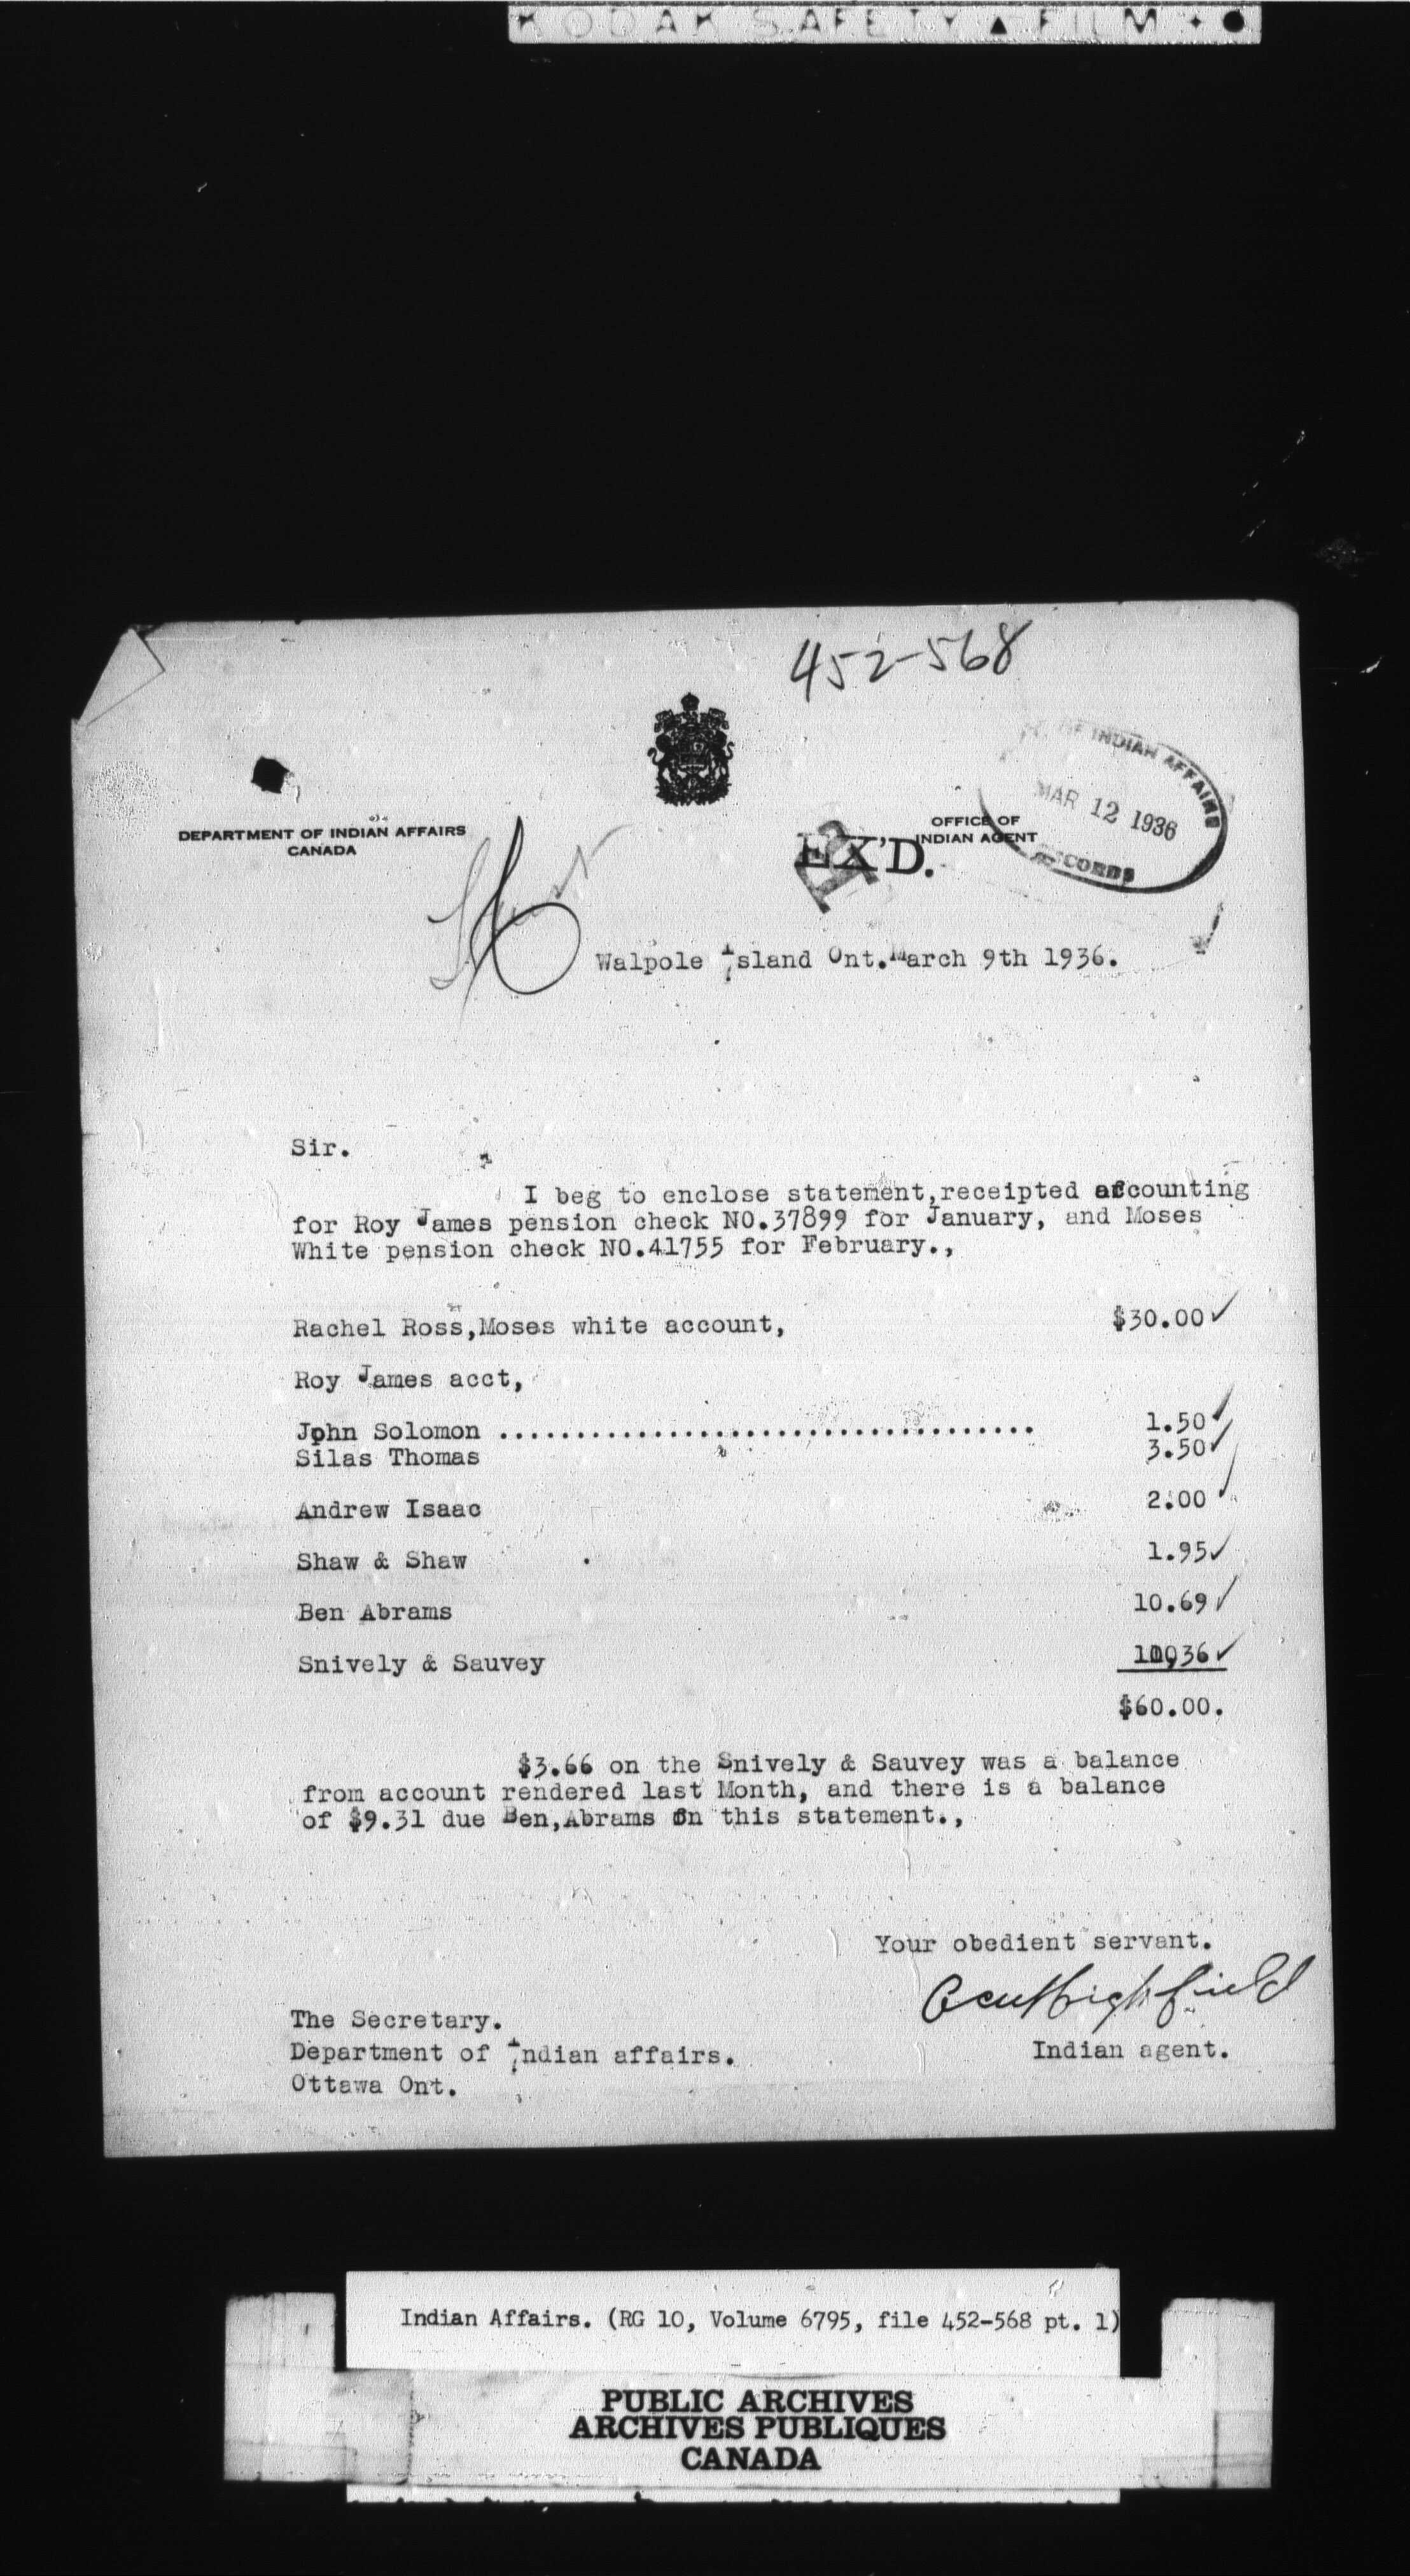 KODAK SAFETY ▲ FILM
452-568
OF INDIAN AFFAIRS
MAR 12 1936
RECORDS
DEPARTMENT OF INDIAN AFFAIRS
CANADA
OFFICE OF
INDIAN AGENT
EX'D.
Walpole Island Ont. March 9th 1936.
Sir.
I beg to enclose statement,receipted accounting
for Roy James pension check NO.37899 for January, and Moses
White pension check NO.41755 for February.,
Rachel Ross,Moses white account, $30.00 ✓
Roy James acct,
John Solomon ................................... 1.50 ✓
Silas Thomas 3.50 ✓
Andrew Isaac 2.00 ✓
Shaw & Shaw 1.95 ✓
Ben Abrams 10.69 ✓
Snively & Sauvey 10.36 ✓
$60.00.
$3.66 on the Snively & Sauvey was a balance
from account rendered last Month, and there is a balance
of $9.31 due Ben,Abrams on this statement.,
Your obedient servant.
Highfield
Indian agent.
The Secretary.
Department of Indian affairs.
Ottawa Ont.
Indian Affairs. (RG 10, Volume 6795, file 452-568 pt. 1)
PUBLIC ARCHIVES
ARCHIVES PUBLIQUES
CANADA